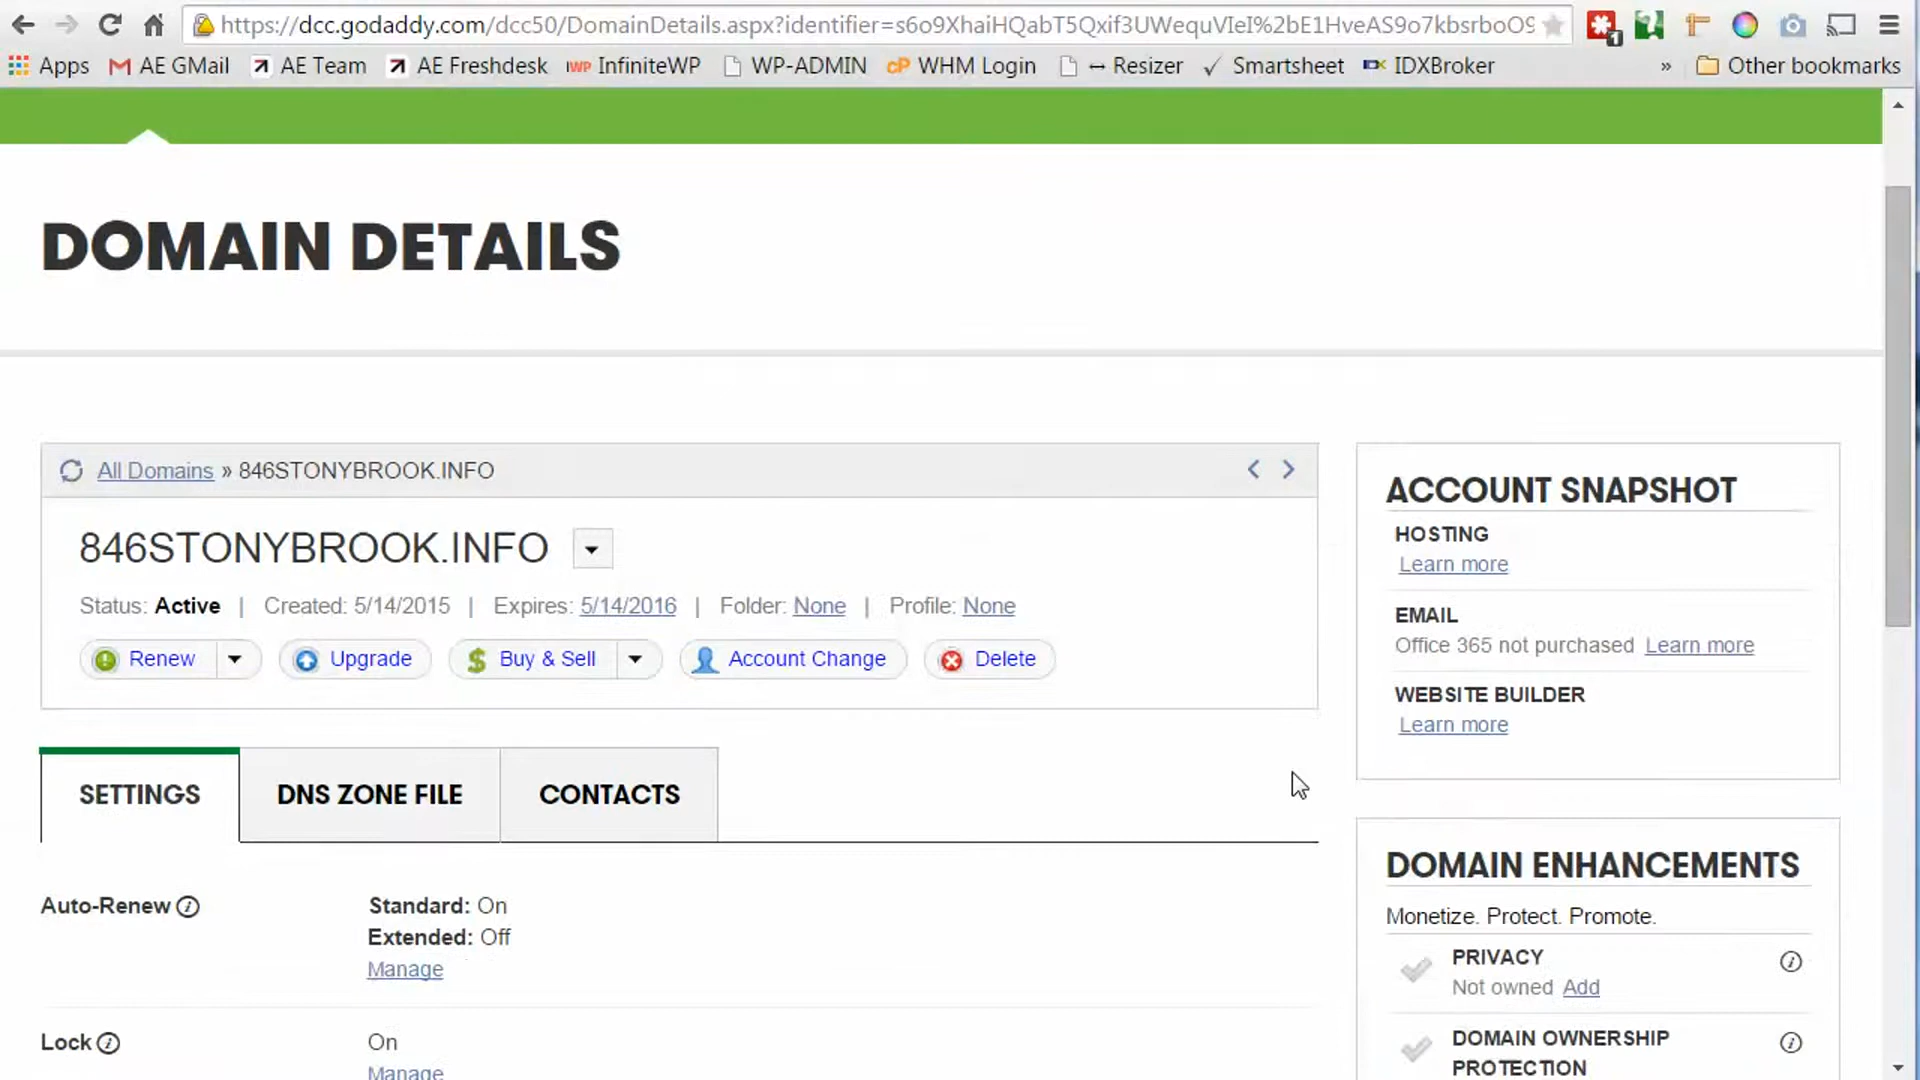 https://dcc.godaddy.com/dcc50/DomainDetails.aspx?identifier=s6o9XhaiHQabT5Qxif3UWequVIeI%2bE1HveAS9o7kbsrboO9
1
Apps AE GMail AE Team AE Freshdesk IWP InfiniteWP WP-ADMIN cP WHM Login ↔ Resizer Smartsheet IDX IDXBroker » Other bookmarks
DOMAIN DETAILS
All Domains » 846STONYBROOK.INFO
846STONYBROOK.INFO
Status: Active | Created: 5/14/2015 | Expires: 5/14/2016 | Folder: None | Profile: None
Renew Upgrade Buy & Sell Account Change Delete
SETTINGS DNS ZONE FILE CONTACTS
Auto-Renew Standard: On
Extended: Off
Manage
Lock On
Manage
ACCOUNT SNAPSHOT
HOSTING
Learn more
EMAIL
Office 365 not purchased Learn more
WEBSITE BUILDER
Learn more
DOMAIN ENHANCEMENTS
Monetize. Protect. Promote.
PRIVACY
Not owned Add
DOMAIN OWNERSHIP
PROTECTION